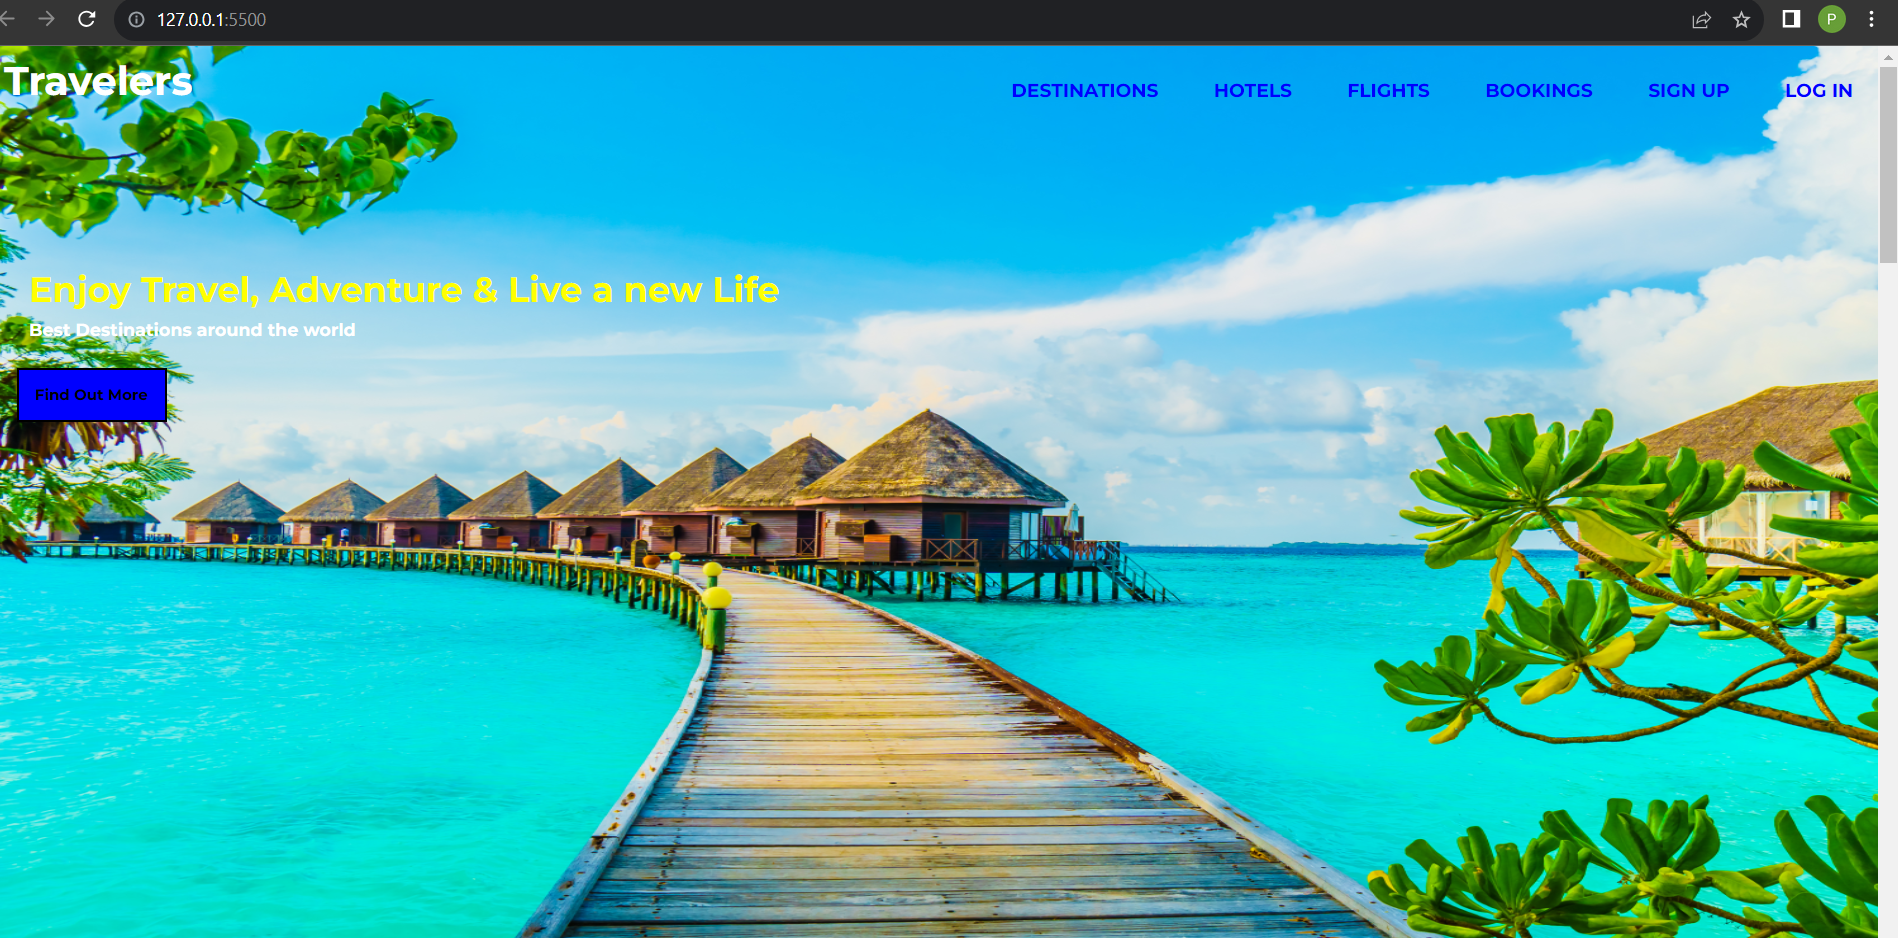 127.0.0.1:5500
P
Travelers
DESTINATIONS HOTELS FLIGHTS BOOKINGS SIGN UP LOG IN
Enjoy Travel, Adventure & Live a new Life
Best Destinations around the world
Find Out More